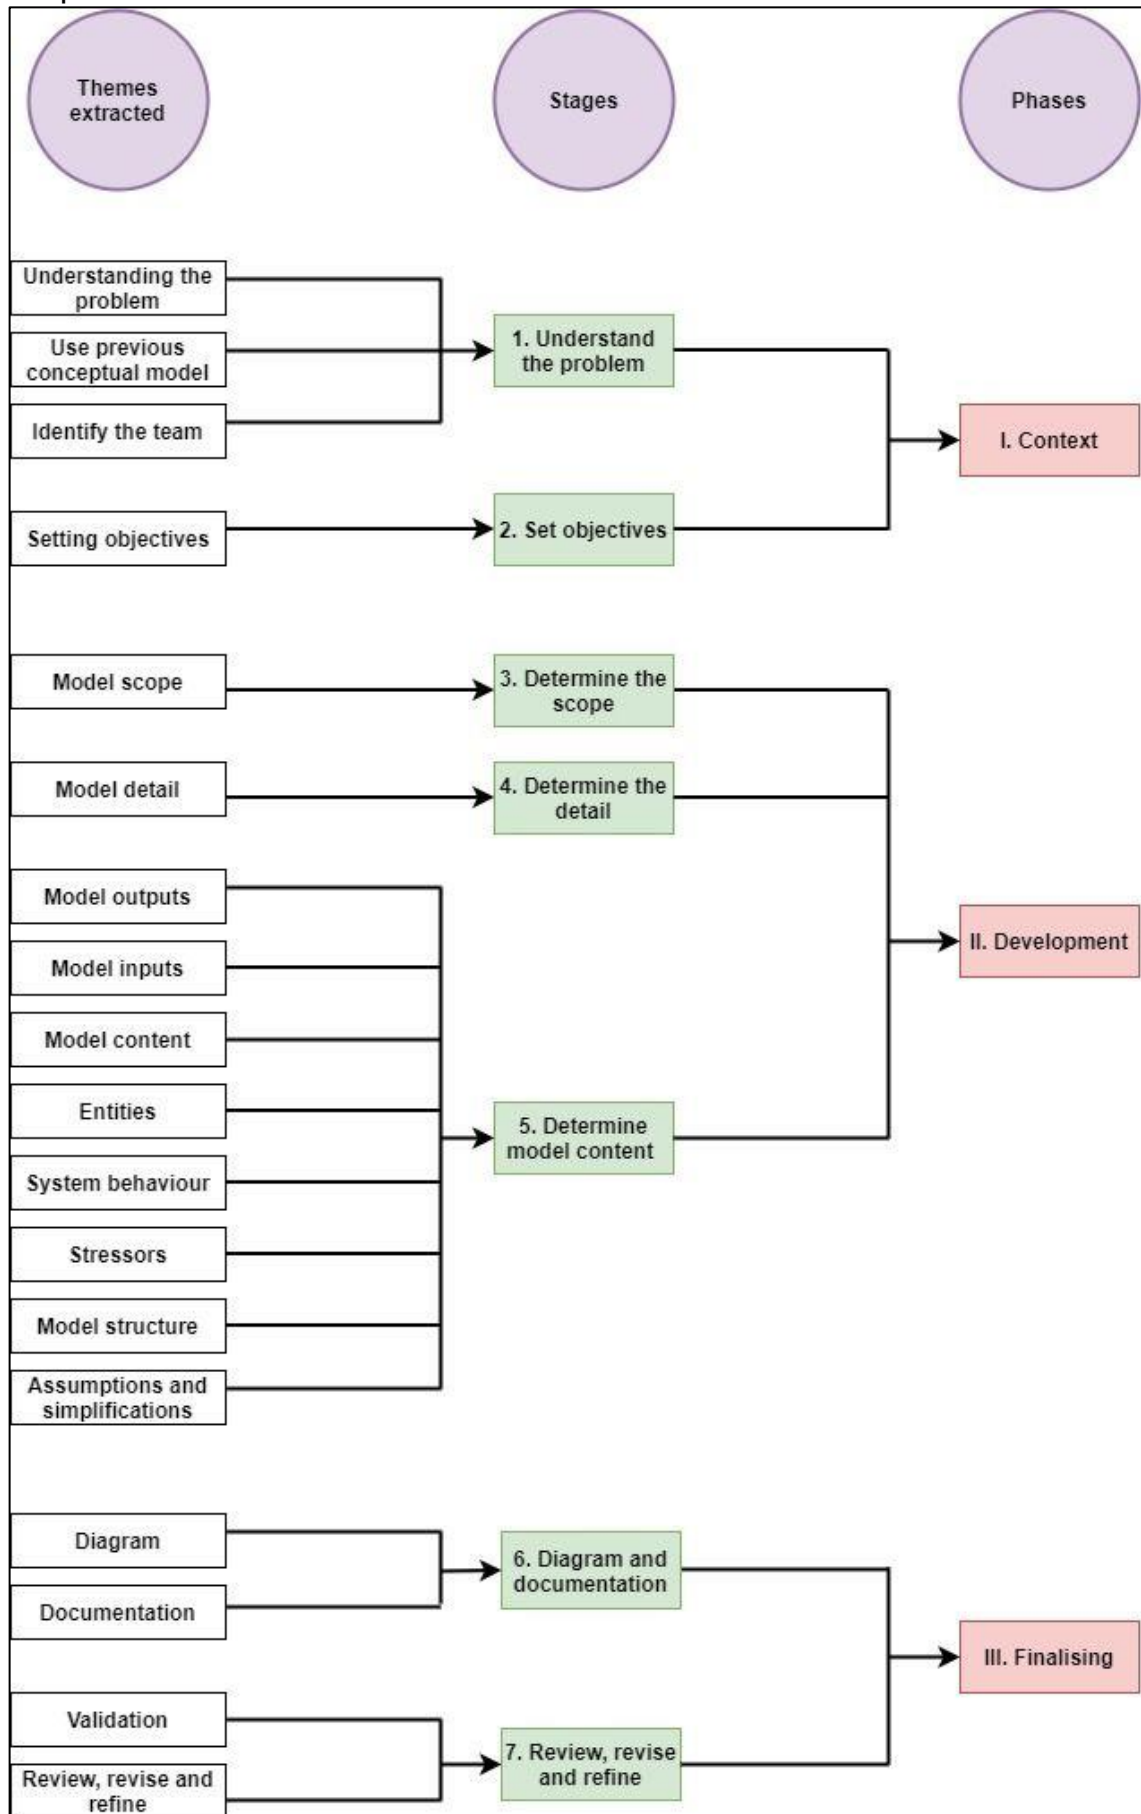 Themes
extracted
Stages
Phases
Understanding the
problem
Use previous
conceptual model
Identify the team
1. Understand
the problem
I. Context
Setting objectives
2. Set objectives
Model scope
3. Determine the
scope
Model detail
4. Determine the
detail
Model outputs
Model inputs
Model content
Entities
System behaviour
Stressors
Model structure
Assumptions and
simplifications
5. Determine
model content
II. Development
Diagram
Documentation
6. Diagram and
documentation
Validation
Review, revise and
refine
7. Review, revise
and refine
III. Finalising